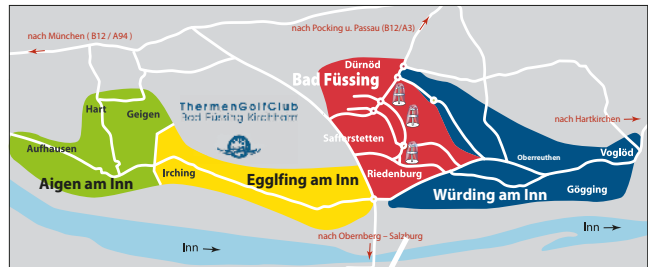 nach München ( B12 / A94 )
nach Pocking u. Passau (B12/A3)
Dürnöd
Bad Füssing
Hart
Geigen
ThermenGolfClub
Bad Füssing Kirchham
nach Hartkirchen
Safferstetten
Aufhausen
Oberreuthen
Voglöd
Irching
Riedenburg
Aigen am Inn
Egglfing am Inn
Würding am Inn
Gögging
nach Obernberg – Salzburg
Inn
Inn